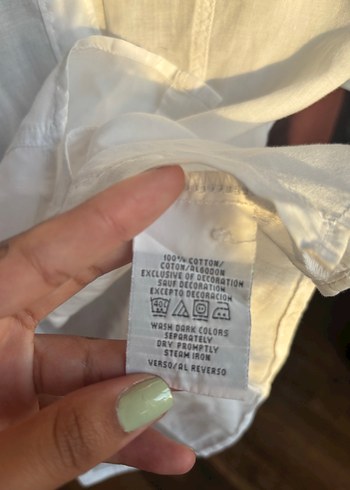 100% COTTON/
COTON/ALGODON
EXCLUSIVE OF DECORATION
SAUF DECORATION
EXCEPTO DECORACION
40
WASH DARK COLORS
SEPARATELY
DRY PROMPTLY
STEAM IRON
VERSO/AL REVERSO